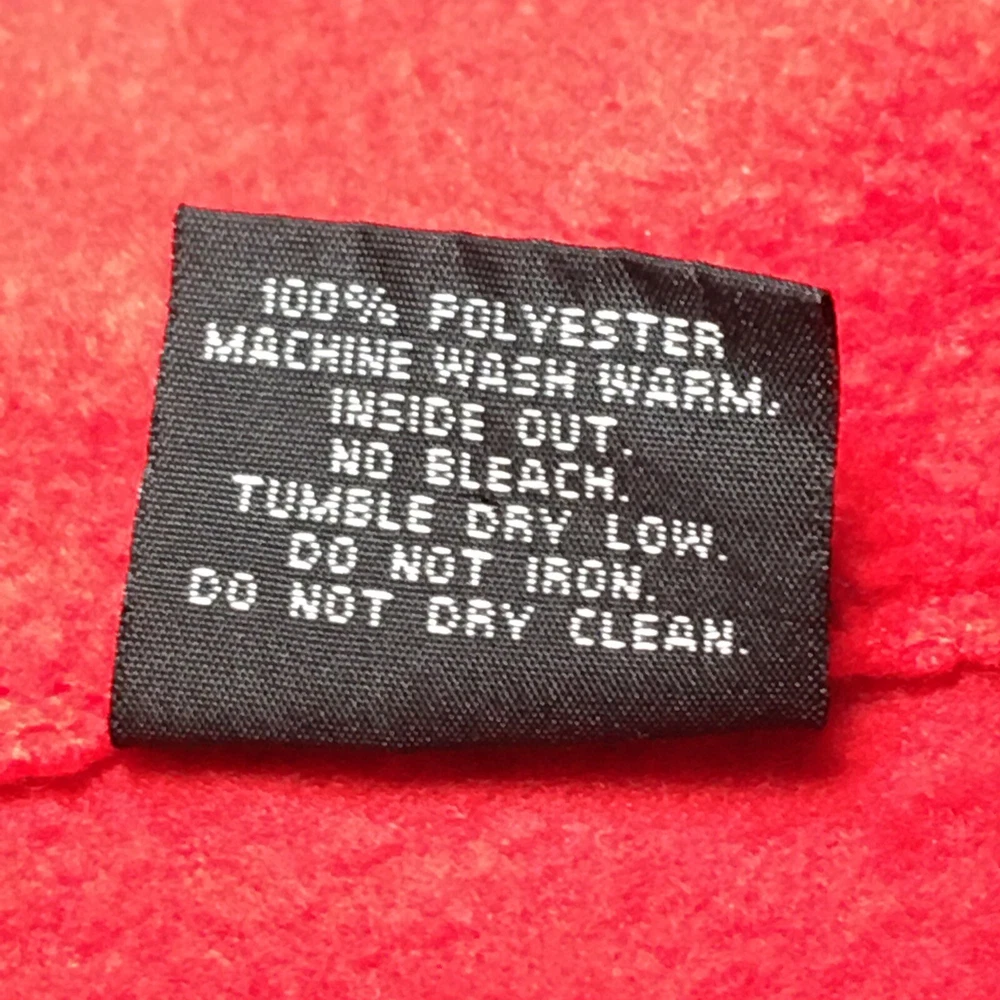 100% POLYESTER
MACHINE WASH WARM.
INSIDE OUT.
NO BLEACH.
TUMBLE DRY LOW.
DO NOT IRON.
DO NOT DRY CLEAN.